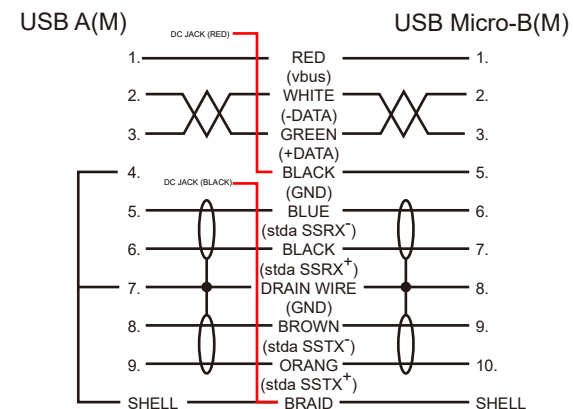 USB A(M)
DC JACK (RED)
USB Micro-B(M)
1. RED 1.
(vbus)
2. WHITE 2.
(-DATA)
3. GREEN 3.
(+DATA)
4. BLACK 5.
DC JACK (BLACK)
(GND)
5. BLUE 6.
(stda SSRX-)
6. BLACK 7.
(stda SSRX+)
7. DRAIN WIRE 8.
(GND)
8. BROWN 9.
(stda SSTX-)
9. ORANG 10.
(stda SSTX+)
SHELL BRAID SHELL